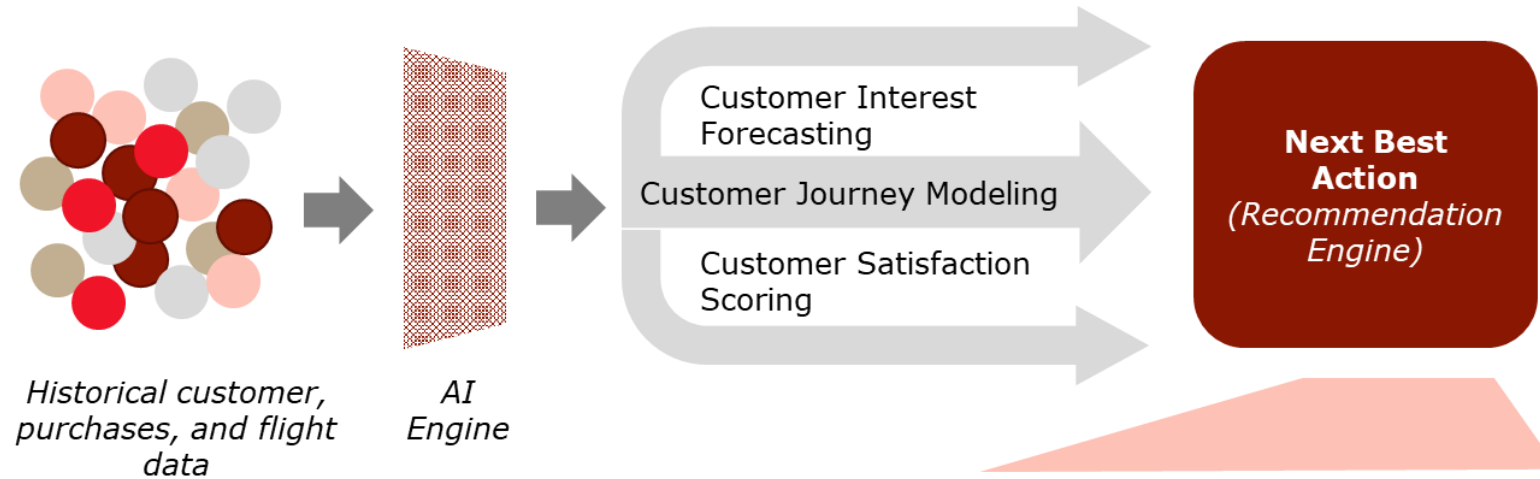 Historical customer,
purchases, and flight
data
AI
Engine
Customer Interest
Forecasting
Customer Journey Modeling
Customer Satisfaction
Scoring
Next Best
Action
(Recommendation
Engine)